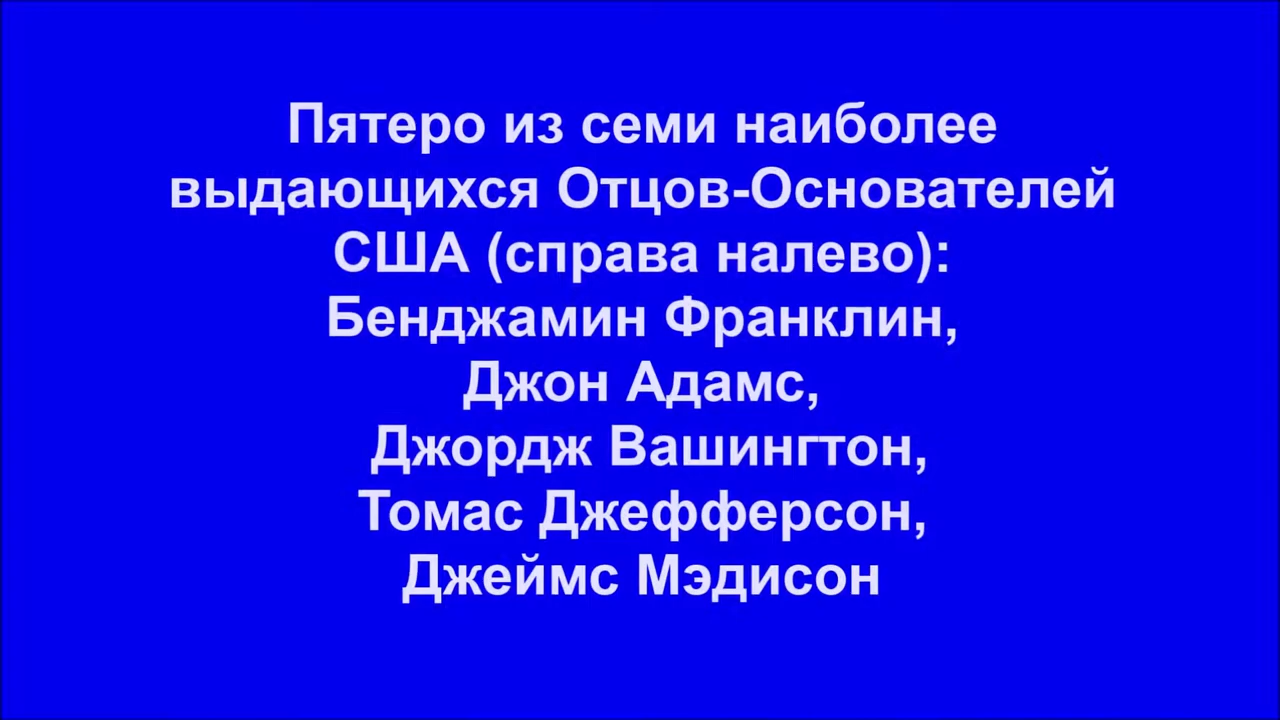 Пятеро из семи наиболее
выдающихся Отцов-Основателей
США (справа налево):
Бенджамин Франклин,
Джон Адамс,
Джордж Вашингтон,
Томас Джефферсон,
Джеймс Мэдисон